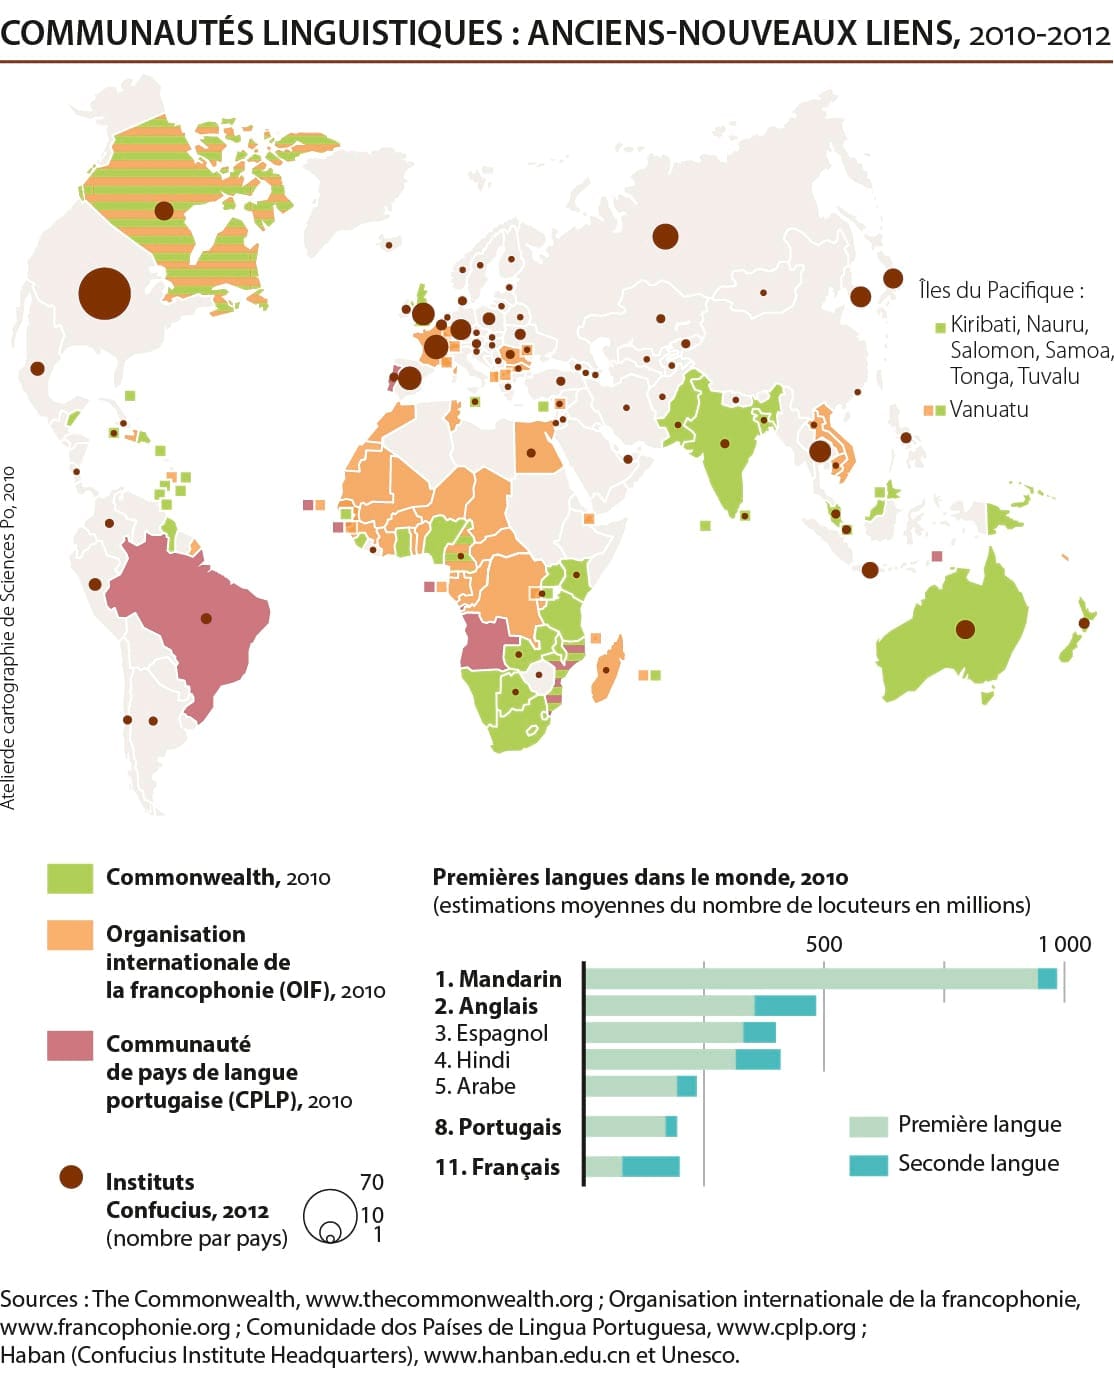 COMMUNAUTÉS LINGUISTIQUES : ANCIENS-NOUVEAUX LIENS, 2010-2012
Îles du Pacifique :
Kiribati, Nauru,
Salomon, Samoa,
Tonga, Tuvalu
Vanuatu
Atelierde cartographie de Sciences Po, 2010
Commonwealth, 2010
Organisation
internationale de
la francophonie (OIF), 2010
Communauté
de pays de langue
portugaise (CPLP), 2010
Instituts
Confucius, 2012
(nombre par pays)
70
10
1
Premières langues dans le monde, 2010
(estimations moyennes du nombre de locuteurs en millions)
500 1 000
1. Mandarin
2. Anglais
3. Espagnol
4. Hindi
5. Arabe
8. Portugais
11. Français
Première langue
Seconde langue
Sources : The Commonwealth, www.thecommonwealth.org ; Organisation internationale de la francophonie,
www.francophonie.org ; Comunidade dos Países de Lingua Portuguesa, www.cplp.org ;
Haban (Confucius Institute Headquarters), www.hanban.edu.cn et Unesco.